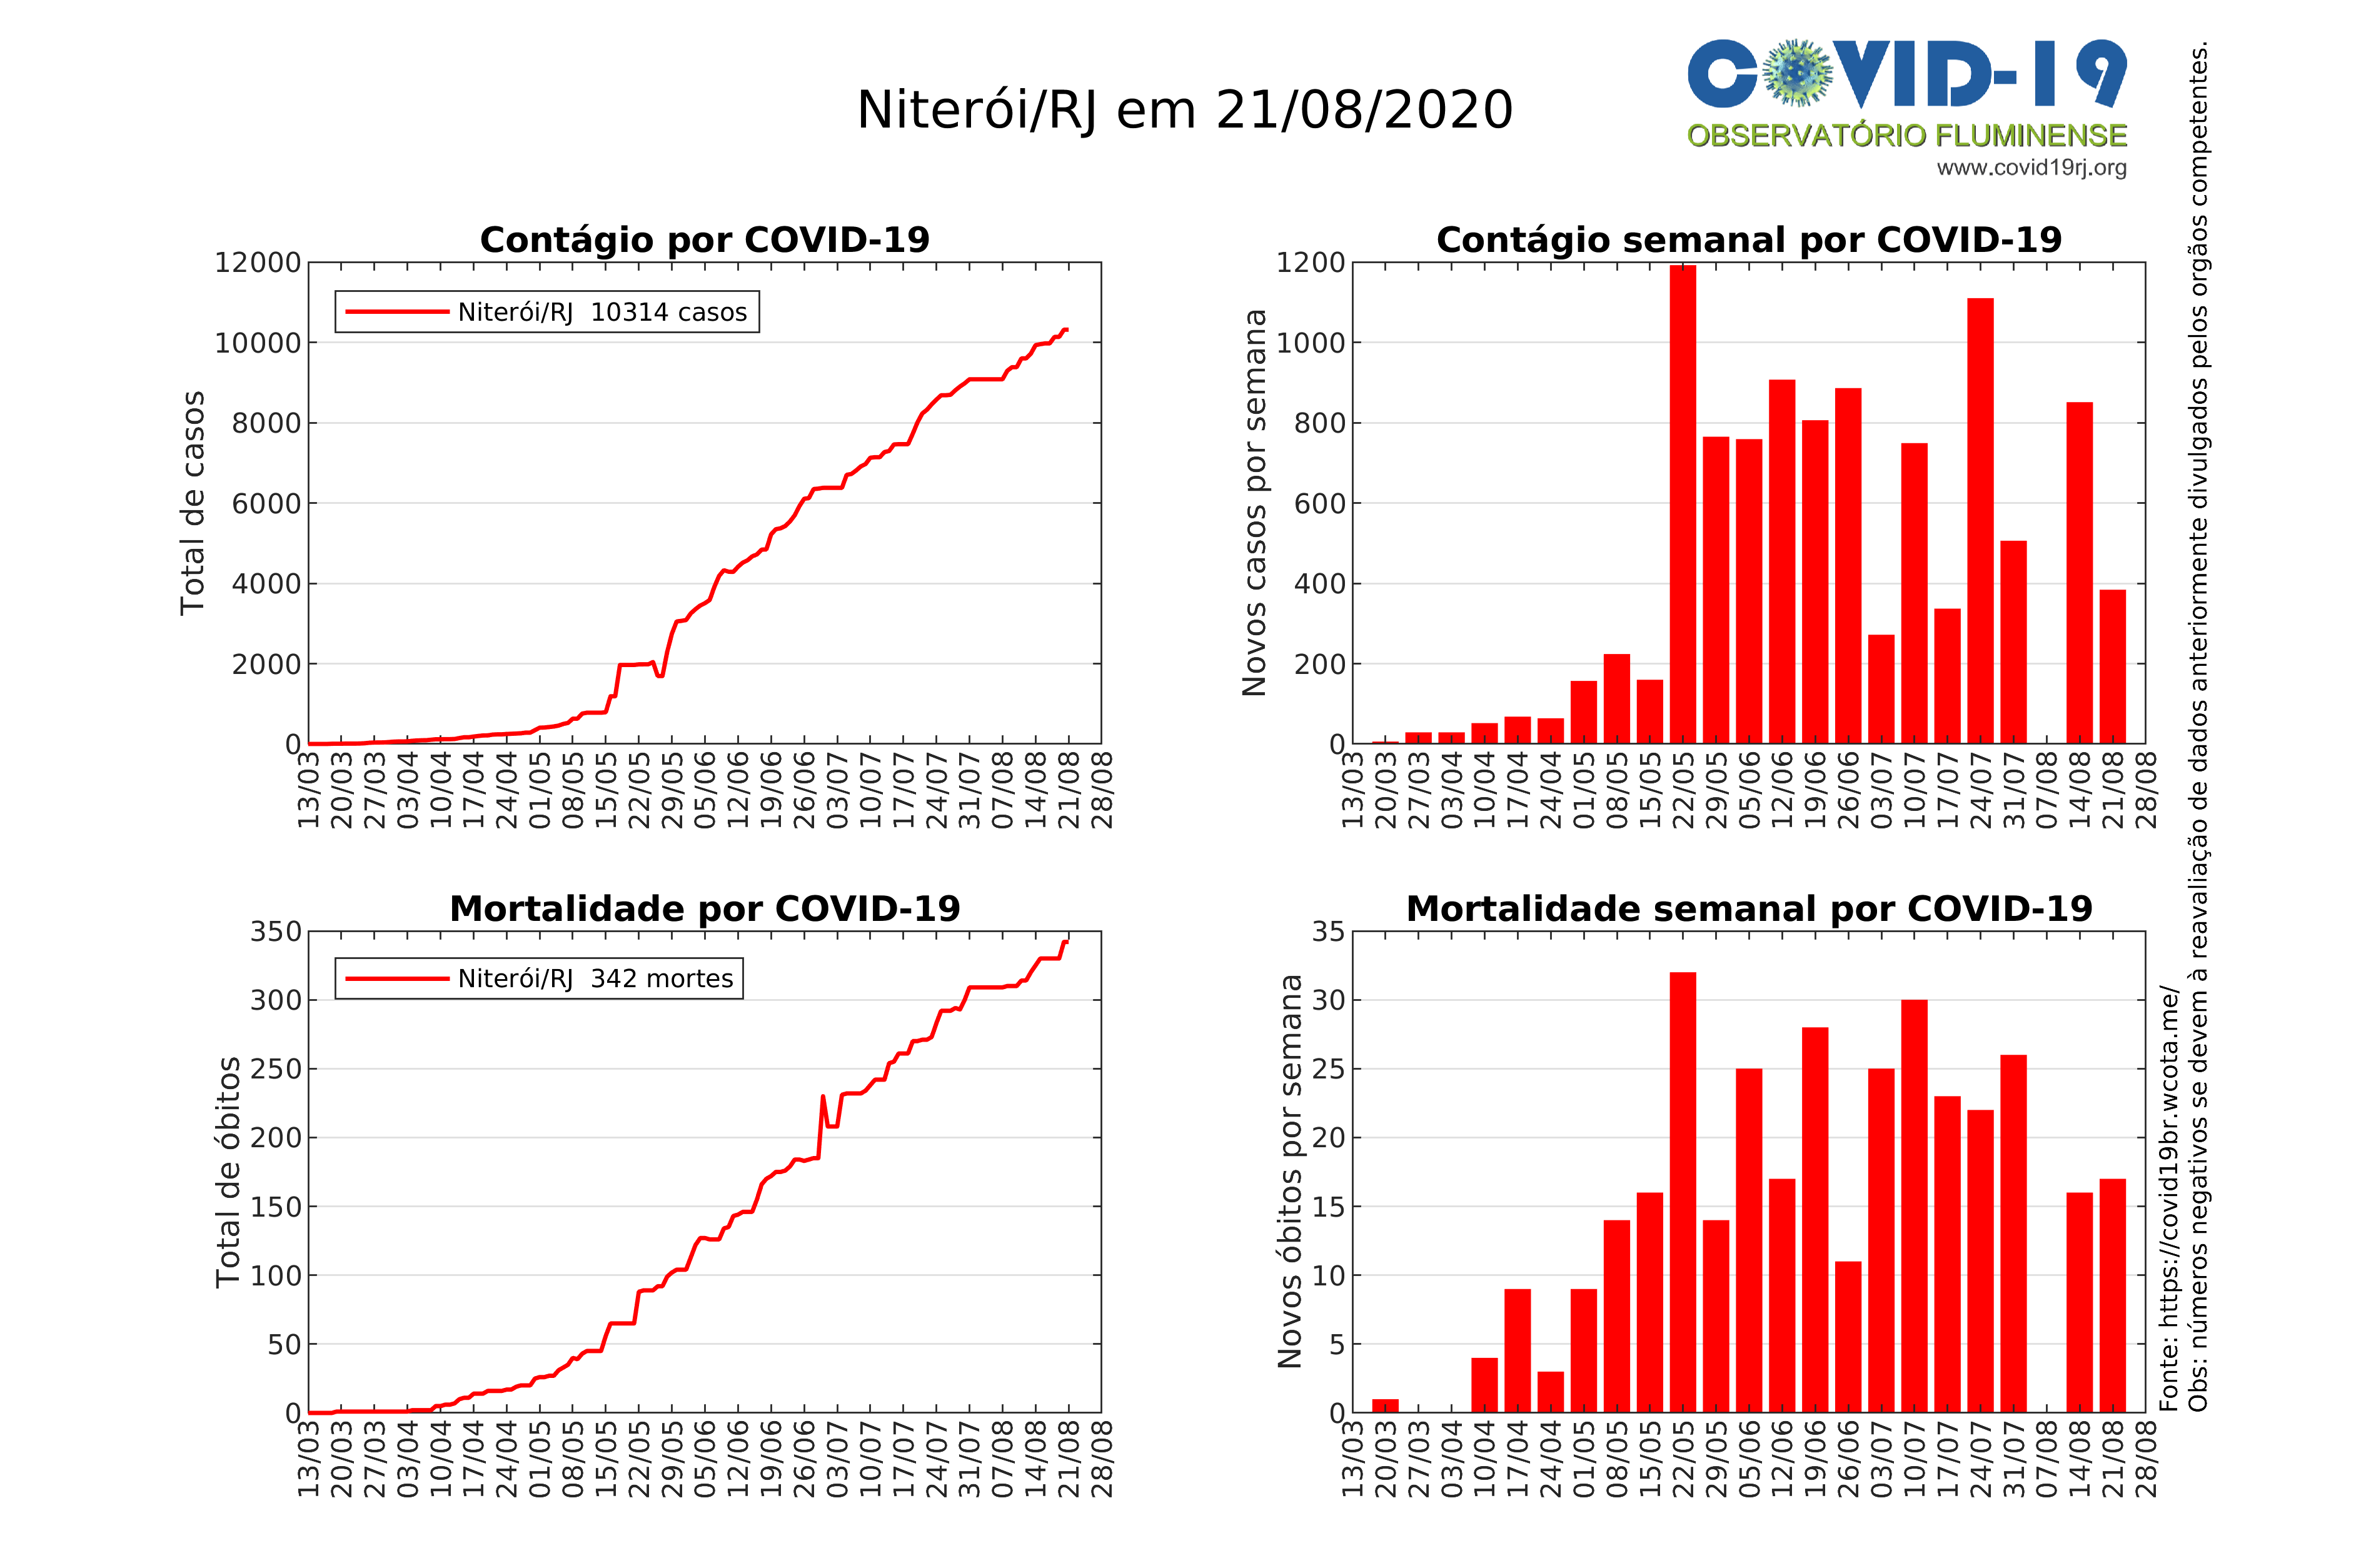 Niterói/RJ em 21/08/2020
COVID-19
OBSERVATÓRIO FLUMINENSE
www.covid19rj.org
Contágio por COVID-19
Total de casos
12000
10000
8000
6000
4000
2000
0
Niterói/RJ 10314 casos
13/03 20/03 27/03 03/04 10/04 17/04 24/04 01/05 08/05 15/05 22/05 29/05 05/06 12/06 19/06 26/06 03/07 10/07 17/07 24/07 31/07 07/08 14/08 21/08 28/08
Contágio semanal por COVID-19
Novos casos por semana
1200
1000
800
600
400
200
0
13/03 20/03 27/03 03/04 10/04 17/04 24/04 01/05 08/05 15/05 22/05 29/05 05/06 12/06 19/06 26/06 03/07 10/07 17/07 24/07 31/07 07/08 14/08 21/08 28/08
Mortalidade por COVID-19
Total de óbitos
350
300
250
200
150
100
50
0
Niterói/RJ 342 mortes
13/03 20/03 27/03 03/04 10/04 17/04 24/04 01/05 08/05 15/05 22/05 29/05 05/06 12/06 19/06 26/06 03/07 10/07 17/07 24/07 31/07 07/08 14/08 21/08 28/08
Mortalidade semanal por COVID-19
Novos óbitos por semana
35
30
25
20
15
10
5
0
13/03 20/03 27/03 03/04 10/04 17/04 24/04 01/05 08/05 15/05 22/05 29/05 05/06 12/06 19/06 26/06 03/07 10/07 17/07 24/07 31/07 07/08 14/08 21/08 28/08
Fonte: https://covid19br.wcota.me/
Obs: números negativos se devem à reavaliação de dados anteriormente divulgados pelos orgãos competentes.